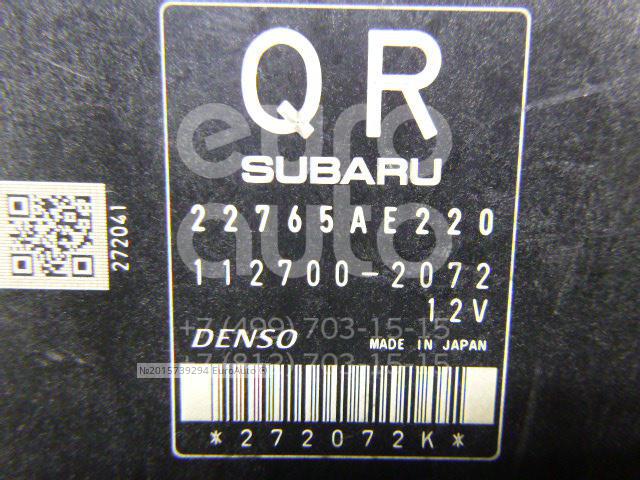 QR
SUBARU
22765AE220
112700-2072
12V
DENSO MADE IN JAPAN
*272072K*
272041
euro
auto
+7 (499) 703-15-15
+7 (812) 703-15-15
№2015739294 EuroAuto ®